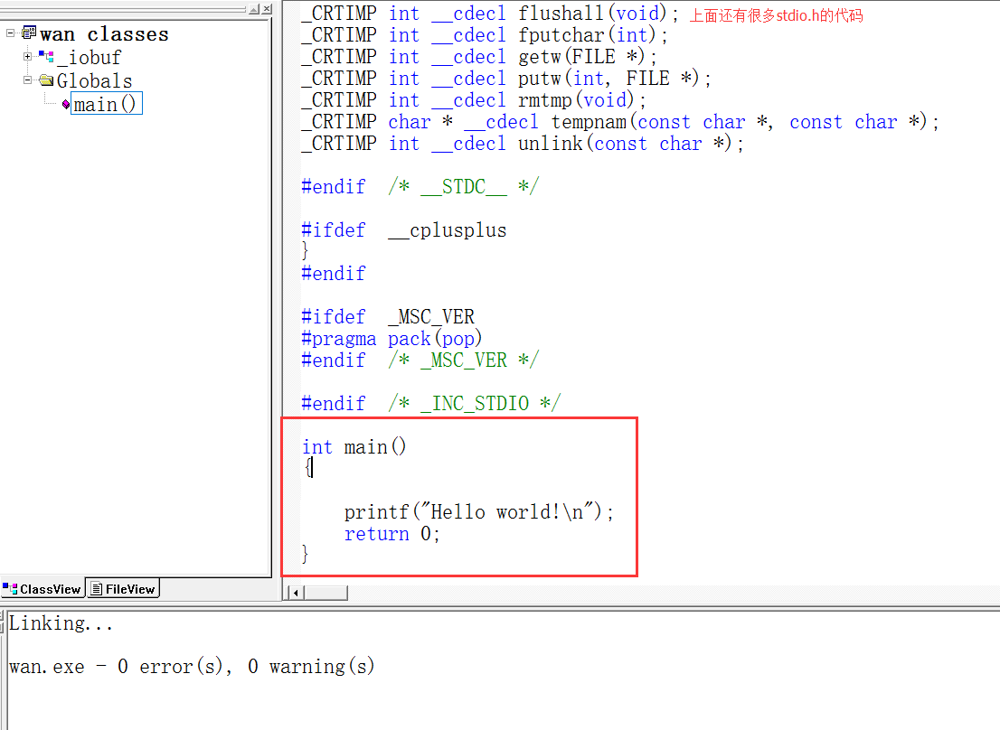 wan classes
_iobuf
Globals
main()
ClassView
FileView
_CRTIMP int __cdecl flushall(void); 上面还有很多stdio.h的代码
_CRTIMP int __cdecl fputchar(int);
_CRTIMP int __cdecl getw(FILE *);
_CRTIMP int __cdecl putw(int, FILE *);
_CRTIMP int __cdecl rmtmp(void);
_CRTIMP char * __cdecl tempnam(const char *, const char *);
_CRTIMP int __cdecl unlink(const char *);
#endif  /* __STDC__ */
#ifdef  __cplusplus
}
#endif
#ifdef  _MSC_VER
#pragma pack(pop)
#endif  /* _MSC_VER */
#endif  /* _INC_STDIO */
int main()
{
printf("Hello world!\n");
return 0;
}
Linking...
wan.exe - 0 error(s), 0 warning(s)